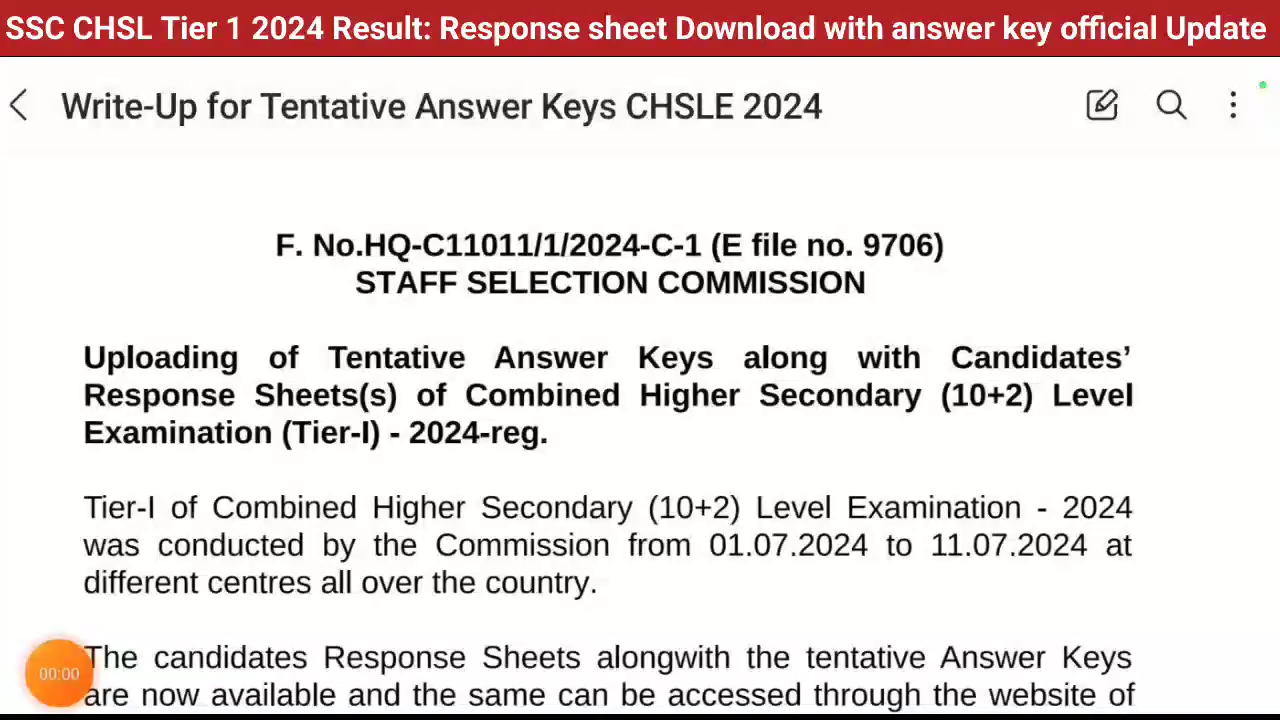 SSC CHSL Tier 1 2024 Result: Response sheet Download with answer key official Update
Write-Up for Tentative Answer Keys CHSLE 2024
F. No.HQ-C11011/1/2024-C-1 (E file no. 9706)
STAFF SELECTION COMMISSION
Uploading of Tentative Answer Keys along with Candidates’
Response Sheets(s) of Combined Higher Secondary (10+2) Level
Examination (Tier-I) - 2024-reg.
Tier-I of Combined Higher Secondary (10+2) Level Examination - 2024
was conducted by the Commission from 01.07.2024 to 11.07.2024 at
different centres all over the country.
The candidates Response Sheets alongwith the tentative Answer Keys
are now available and the same can be accessed through the website of
00:00